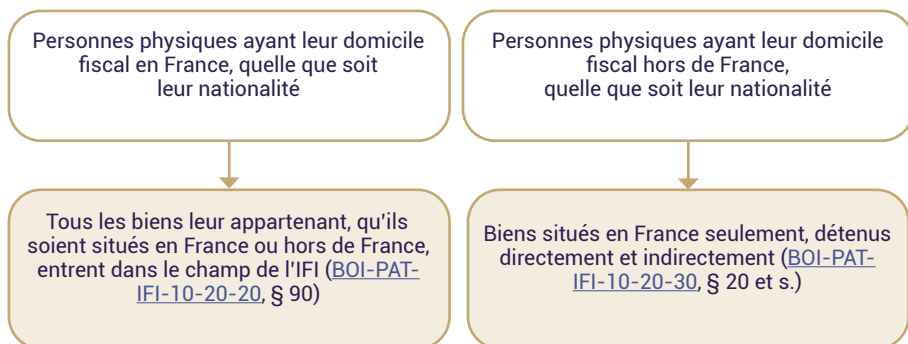 Personnes physiques ayant leur domicile
fiscal en France, quelle que soit
leur nationalité
Personnes physiques ayant leur domicile
fiscal hors de France,
quelle que soit leur nationalité
Tous les biens leur appartenant, qu'ils
soient situés en France ou hors de France,
entrent dans le champ de l'IFI (BOI-PAT-
IFI-10-20-20, § 90)
Biens situés en France seulement, détenus
directement et indirectement (BOI-PAT-
IFI-10-20-30, § 20 et s.)